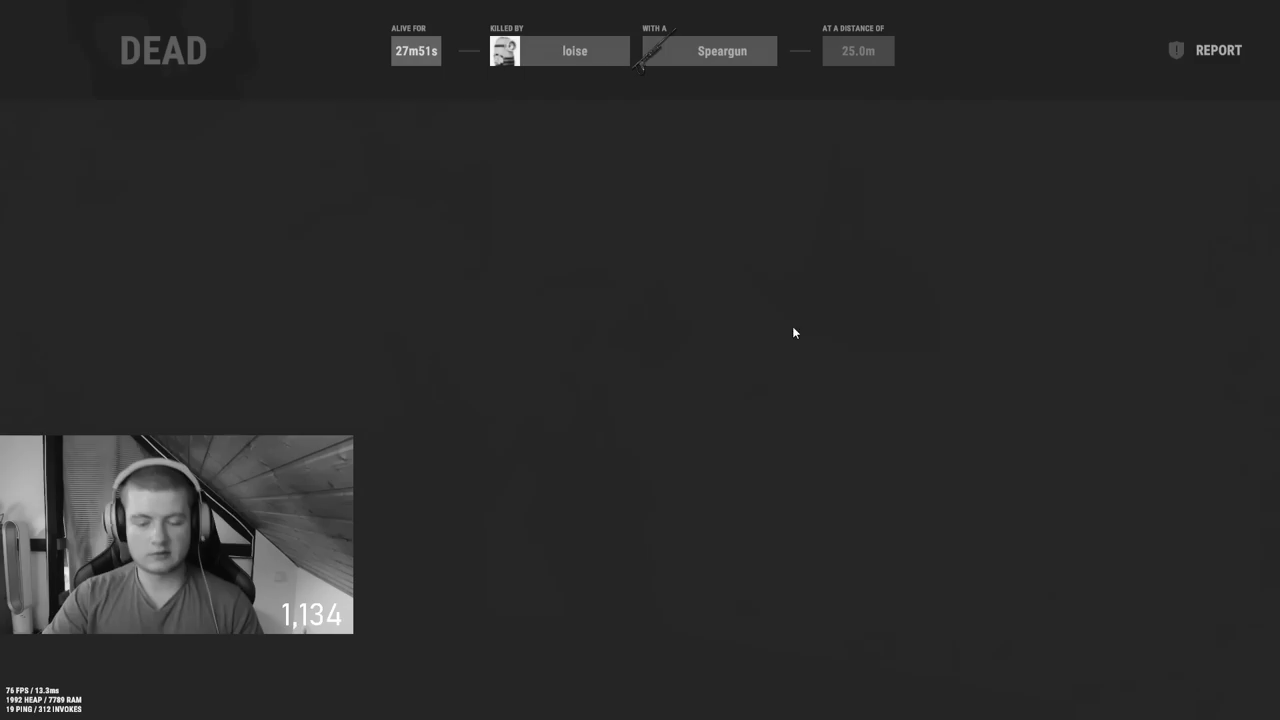 DEAD
ALIVE FOR
27m51s
KILLED BY
loise
WITH A
Speargun
AT A DISTANCE OF
25.0m
REPORT
1,134
76 FPS / 13.3ms
1992 HEAP / 7789 RAM
19 PING / 312 INVOKES